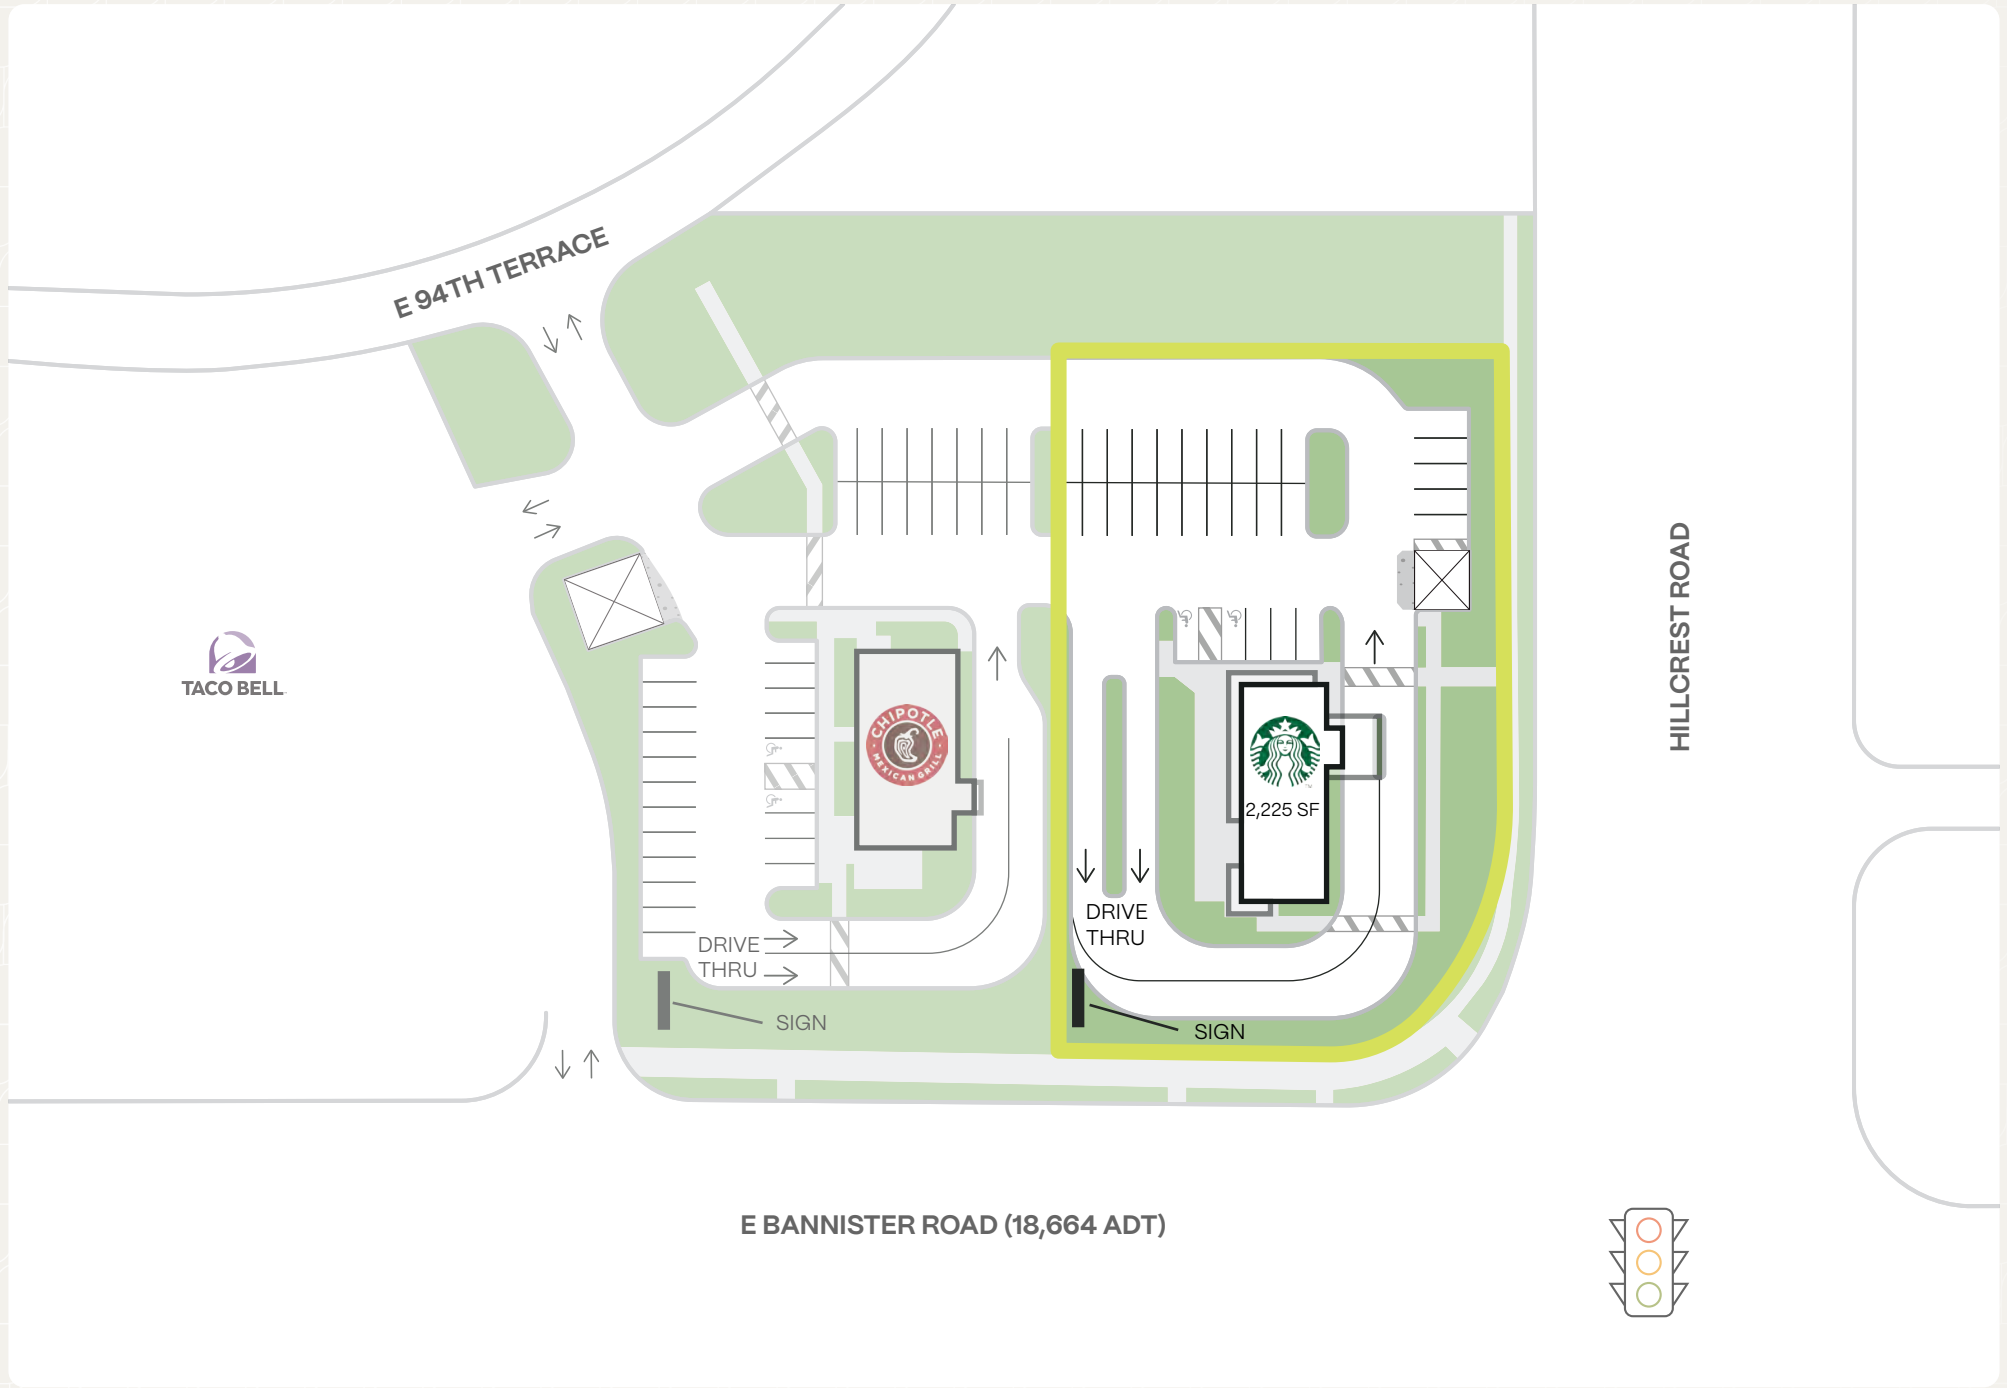 E 94TH TERRACE
TACO BELL
CHIPOTLE
MEXICAN GRILL
2,225 SF
HILLCREST ROAD
DRIVE
THRU
DRIVE
THRU
SIGN
SIGN
E BANNISTER ROAD (18,664 ADT)